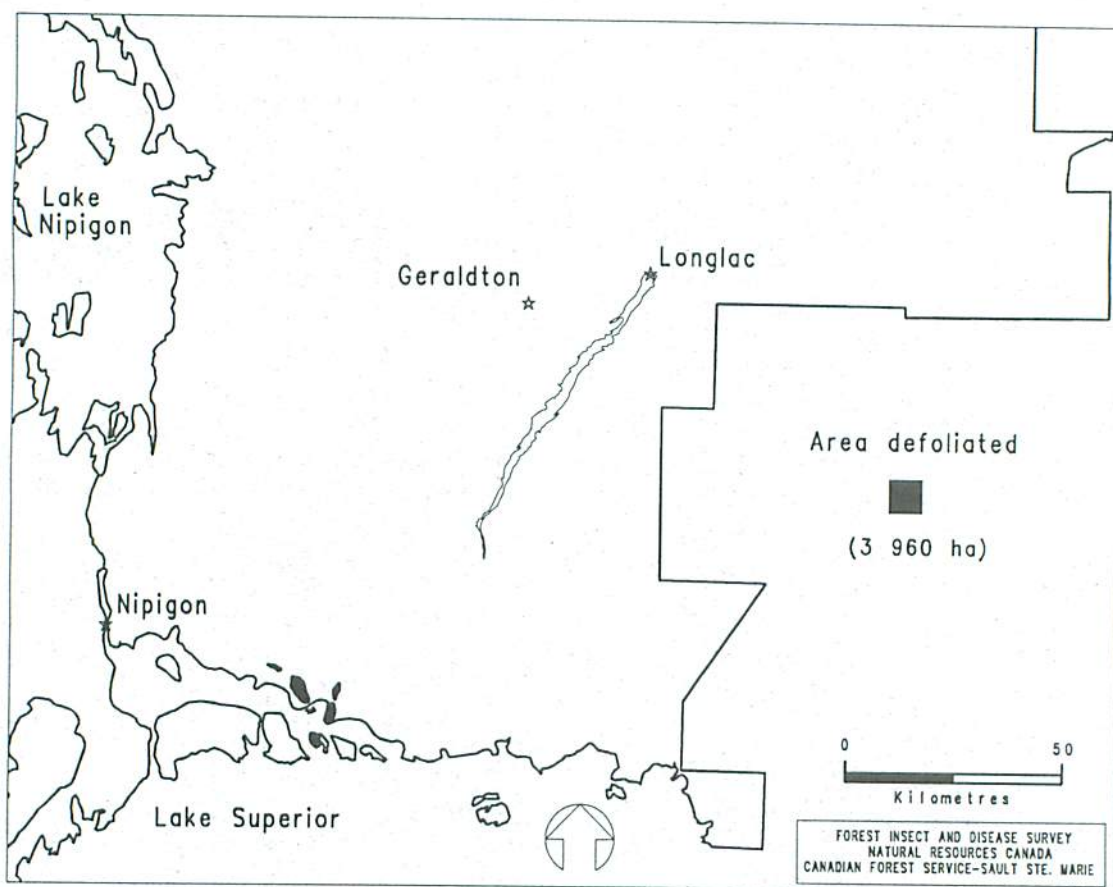 Lake
Nipigon
Geraldton
Longlac
Area defoliated
(3 960 ha)
Nipigon
0 50
Kilometres
Lake Superior
FOREST INSECT AND DISEASE SURVEY
NATURAL RESOURCES CANADA
CANADIAN FOREST SERVICE-SAULT STE. MARIE